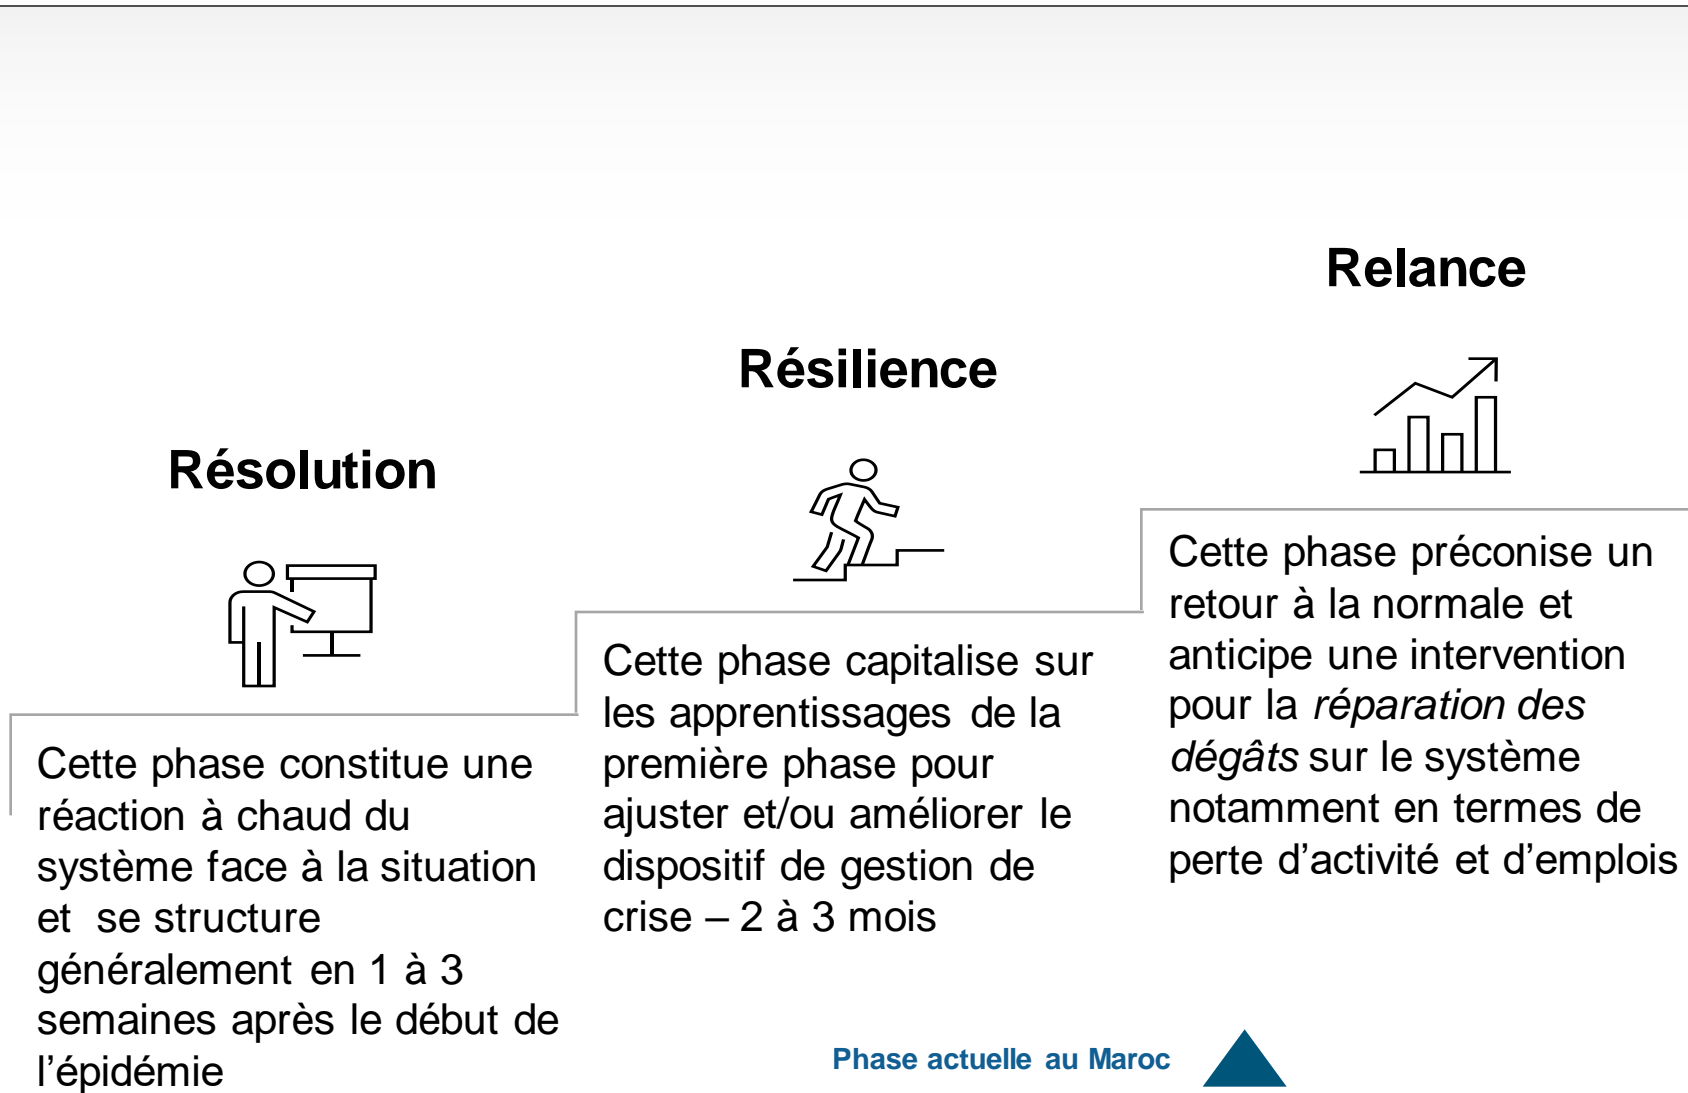 Résolution
Cette phase constitue une
réaction à chaud du
système face à la situation
et se structure
généralement en 1 à 3
semaines après le début de
l’épidémie
Résilience
Cette phase capitalise sur
les apprentissages de la
première phase pour
ajuster et/ou améliorer le
dispositif de gestion de
crise – 2 à 3 mois
Relance
Cette phase préconise un
retour à la normale et
anticipe une intervention
pour la réparation des
dégâts sur le système
notamment en termes de
perte d’activité et d’emplois
Phase actuelle au Maroc